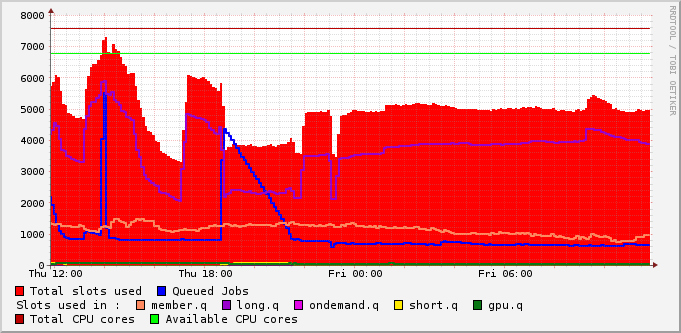 8000
7000
6000
5000
4000
3000
2000
1000
0
Thu 12:00 Thu 18:00 Fri 00:00 Fri 06:00
RRDTOOL / TOBI OETIKER
Total slots used Queued Jobs
Slots used in : member.q long.q ondemand.q short.q gpu.q
Total CPU cores Available CPU cores